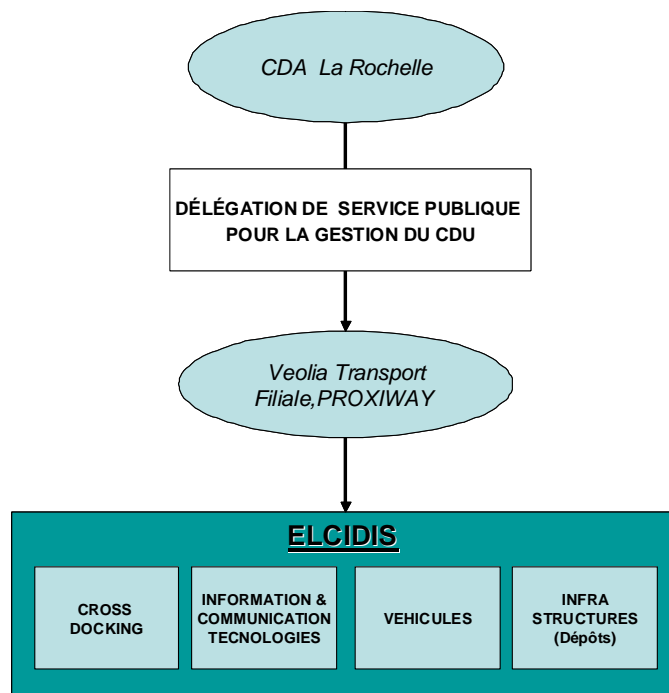 CDA La Rochelle
DÉLÉGATION DE SERVICE PUBLIQUE
POUR LA GESTION DU CDU
Veolia Transport
Filiale,PROXIWAY
ELCIDIS
CROSS
DOCKING
INFORMATION &
COMMUNICATION
TECNOLOGIES
VEHICULES
INFRA
STRUCTURES
(Dépôts)